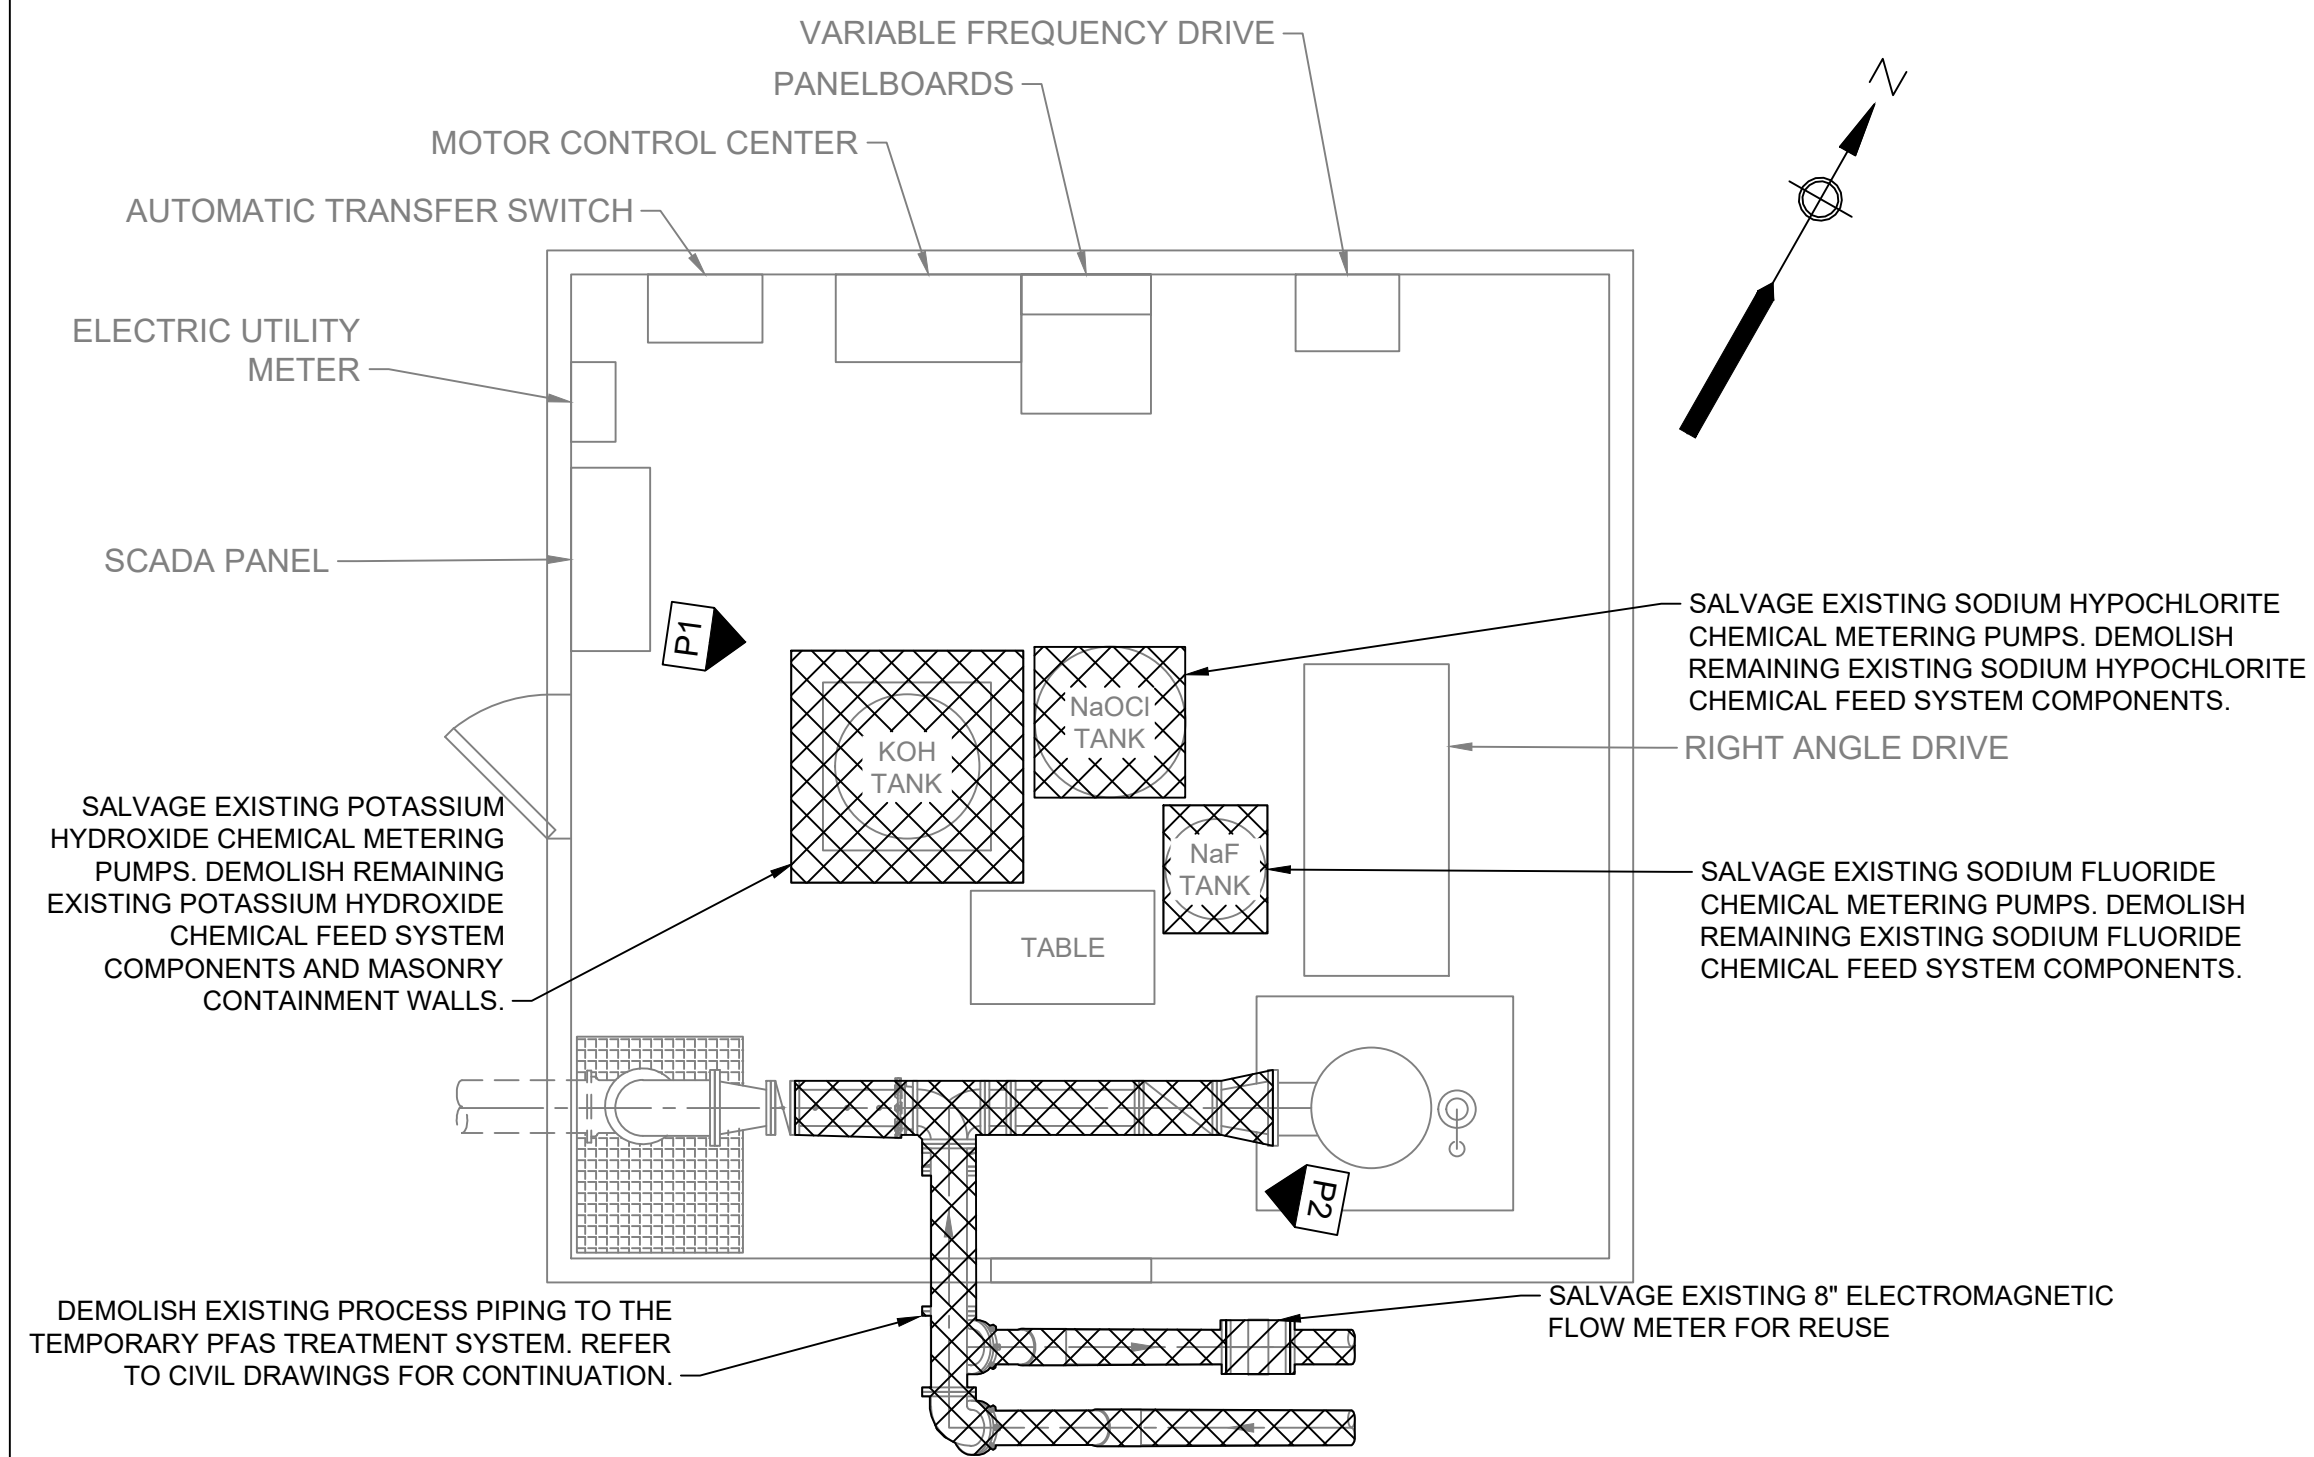 VARIABLE FREQUENCY DRIVE
PANELBOARDS
N
MOTOR CONTROL CENTER
AUTOMATIC TRANSFER SWITCH
ELECTRIC UTILITY
METER
SCADA PANEL
P1
SALVAGE EXISTING SODIUM HYPOCHLORITE
CHEMICAL METERING PUMPS. DEMOLISH
REMAINING EXISTING SODIUM HYPOCHLORITE
CHEMICAL FEED SYSTEM COMPONENTS.
NaOCl
TANK
KOH
TANK
RIGHT ANGLE DRIVE
SALVAGE EXISTING POTASSIUM
HYDROXIDE CHEMICAL METERING
PUMPS. DEMOLISH REMAINING
EXISTING POTASSIUM HYDROXIDE
CHEMICAL FEED SYSTEM
COMPONENTS AND MASONRY
CONTAINMENT WALLS.
NaF
TANK
SALVAGE EXISTING SODIUM FLUORIDE
CHEMICAL METERING PUMPS. DEMOLISH
REMAINING EXISTING SODIUM FLUORIDE
CHEMICAL FEED SYSTEM COMPONENTS.
TABLE
P2
DEMOLISH EXISTING PROCESS PIPING TO THE
TEMPORARY PFAS TREATMENT SYSTEM. REFER
TO CIVIL DRAWINGS FOR CONTINUATION.
SALVAGE EXISTING 8" ELECTROMAGNETIC
FLOW METER FOR REUSE